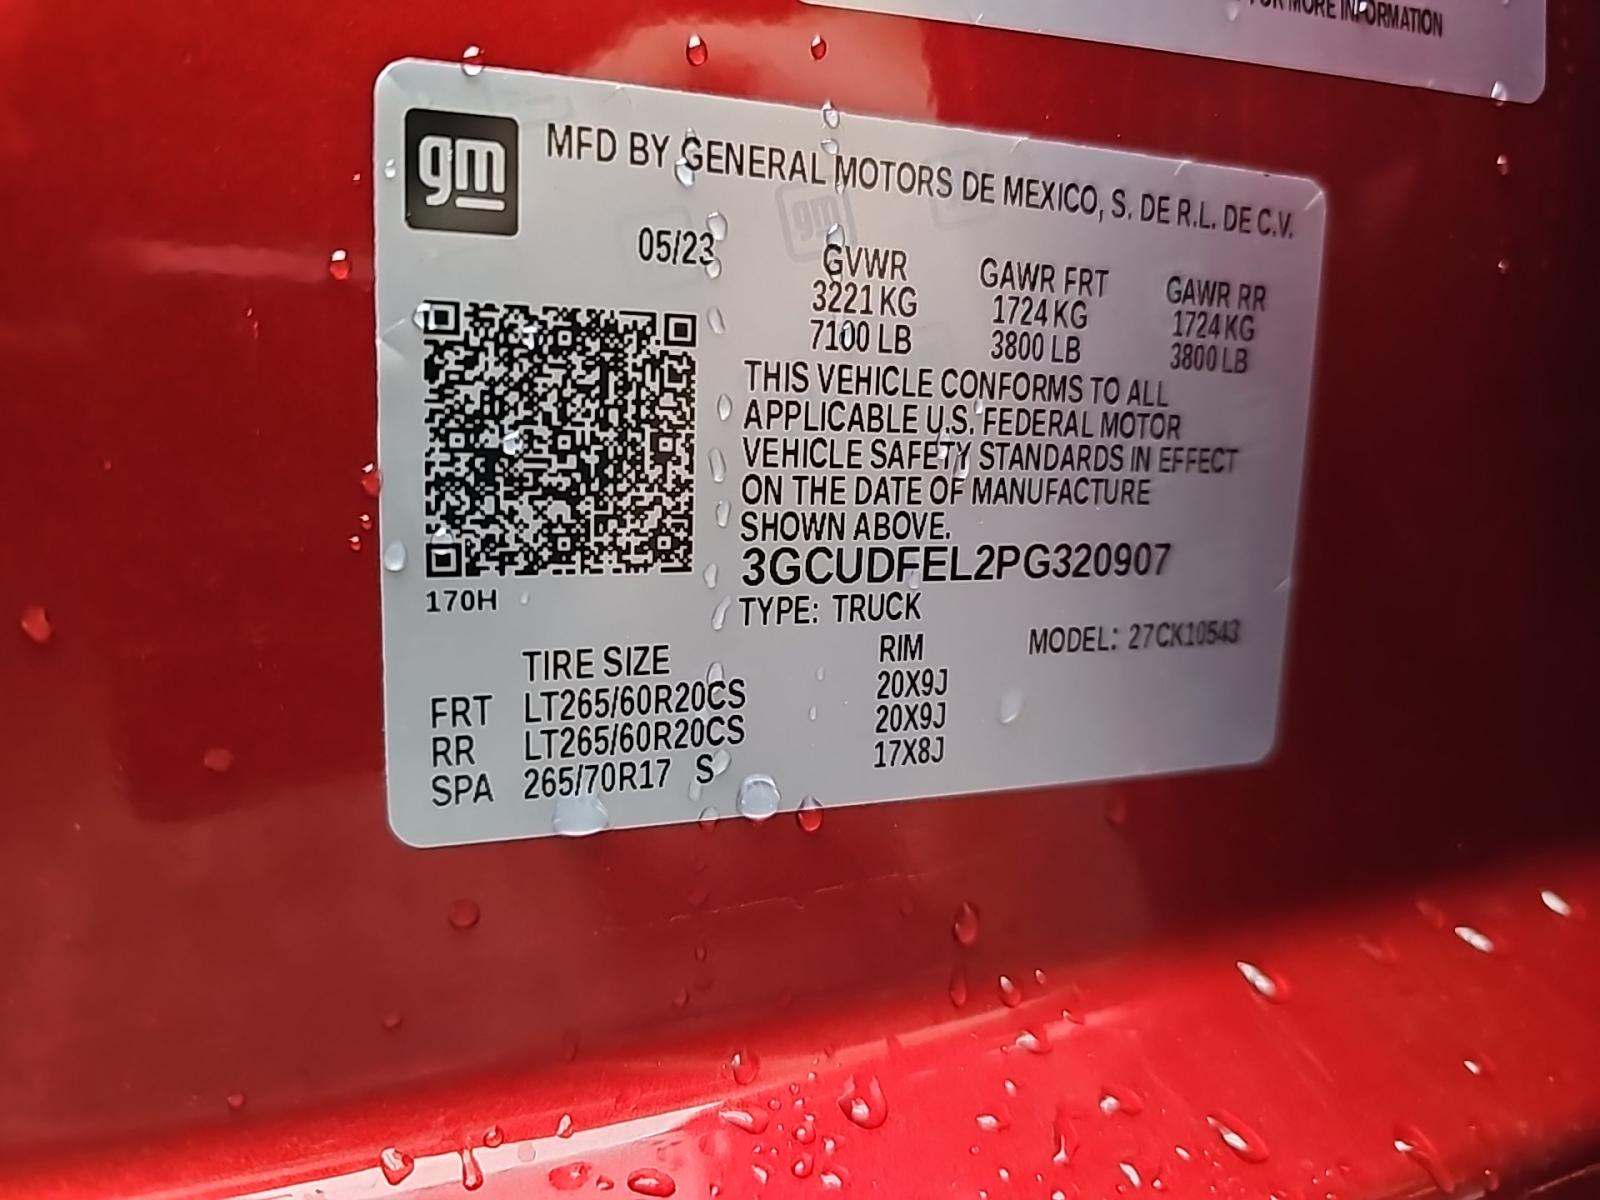 FOR MORE INFORMATION
gm
MFD BY GENERAL MOTORS DE MEXICO, S. DE R.L. DE C.V.
05/23
GVWR GAWR FRT GAWR RR
3221 KG 1724 KG 1724 KG
7100 LB 3800 LB 3800 LB
THIS VEHICLE CONFORMS TO ALL
APPLICABLE U.S. FEDERAL MOTOR
VEHICLE SAFETY STANDARDS IN EFFECT
ON THE DATE OF MANUFACTURE
SHOWN ABOVE.
3GCUDFEL2PG320907
170H
TYPE: TRUCK
MODEL: 27CK10543
TIRE SIZE RIM
FRT LT265/60R20CS 20X9J
RR LT265/60R20CS 20X9J
SPA 265/70R17 S 17X8J